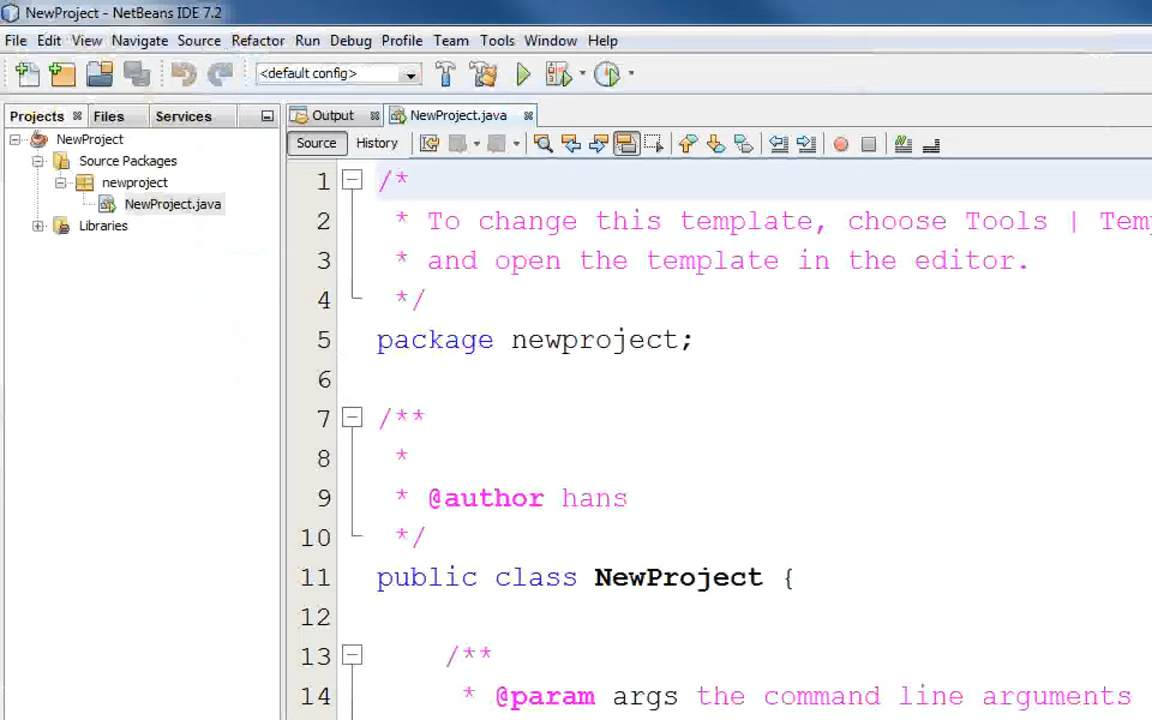 NewProject - NetBeans IDE 7.2
File Edit View Navigate Source Refactor Run Debug Profile Team Tools Window Help
<default config>
Projects Files Services
Output NewProject.java
Source History
NewProject
Source Packages
newproject
NewProject.java
Libraries
1 /*
2 * To change this template, choose Tools |
3 * and open the template in the editor.
4 */
5 package newproject;
6
7 /**
8 *
9 * @author hans
10 */
11 public class NewProject {
12
13 /**
14 * @param args the command line arguments